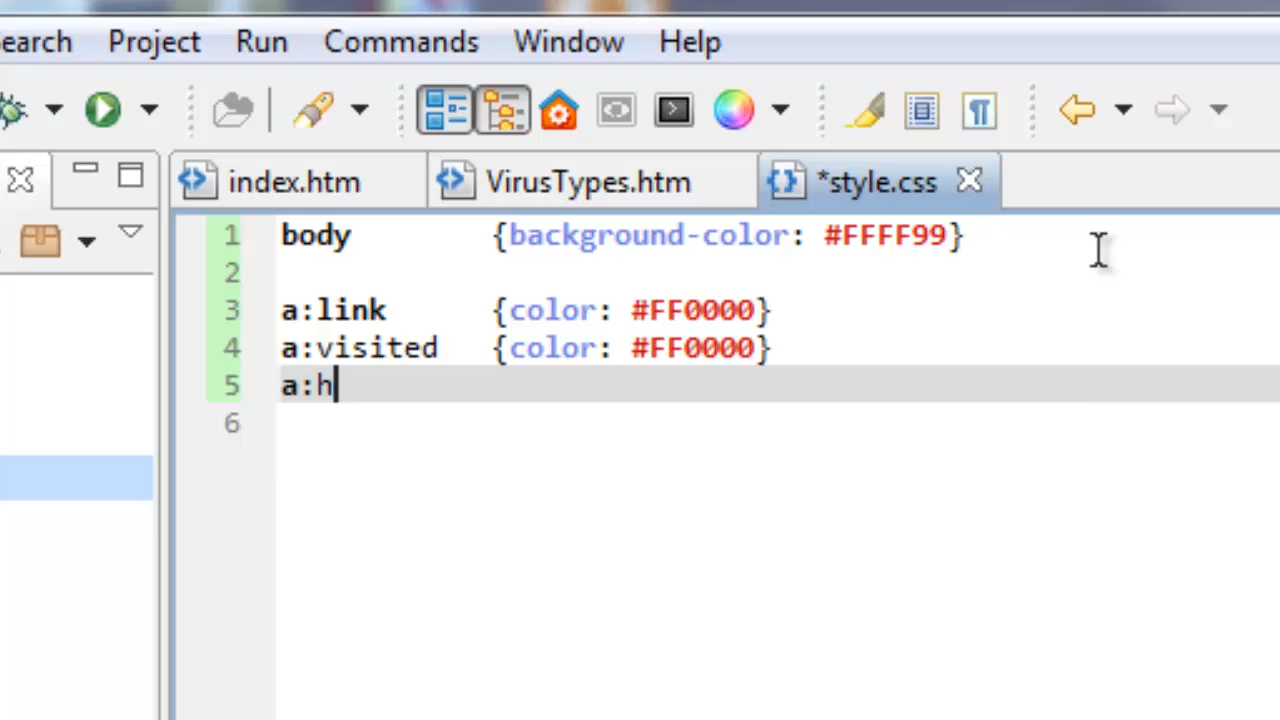 Project Run Commands Window Help
index.htm VirusTypes.htm *style.css
1 body {background-color: #FFFF99}
2
3 a:link {color: #FF0000}
4 a:visited {color: #FF0000}
5 a:h
6